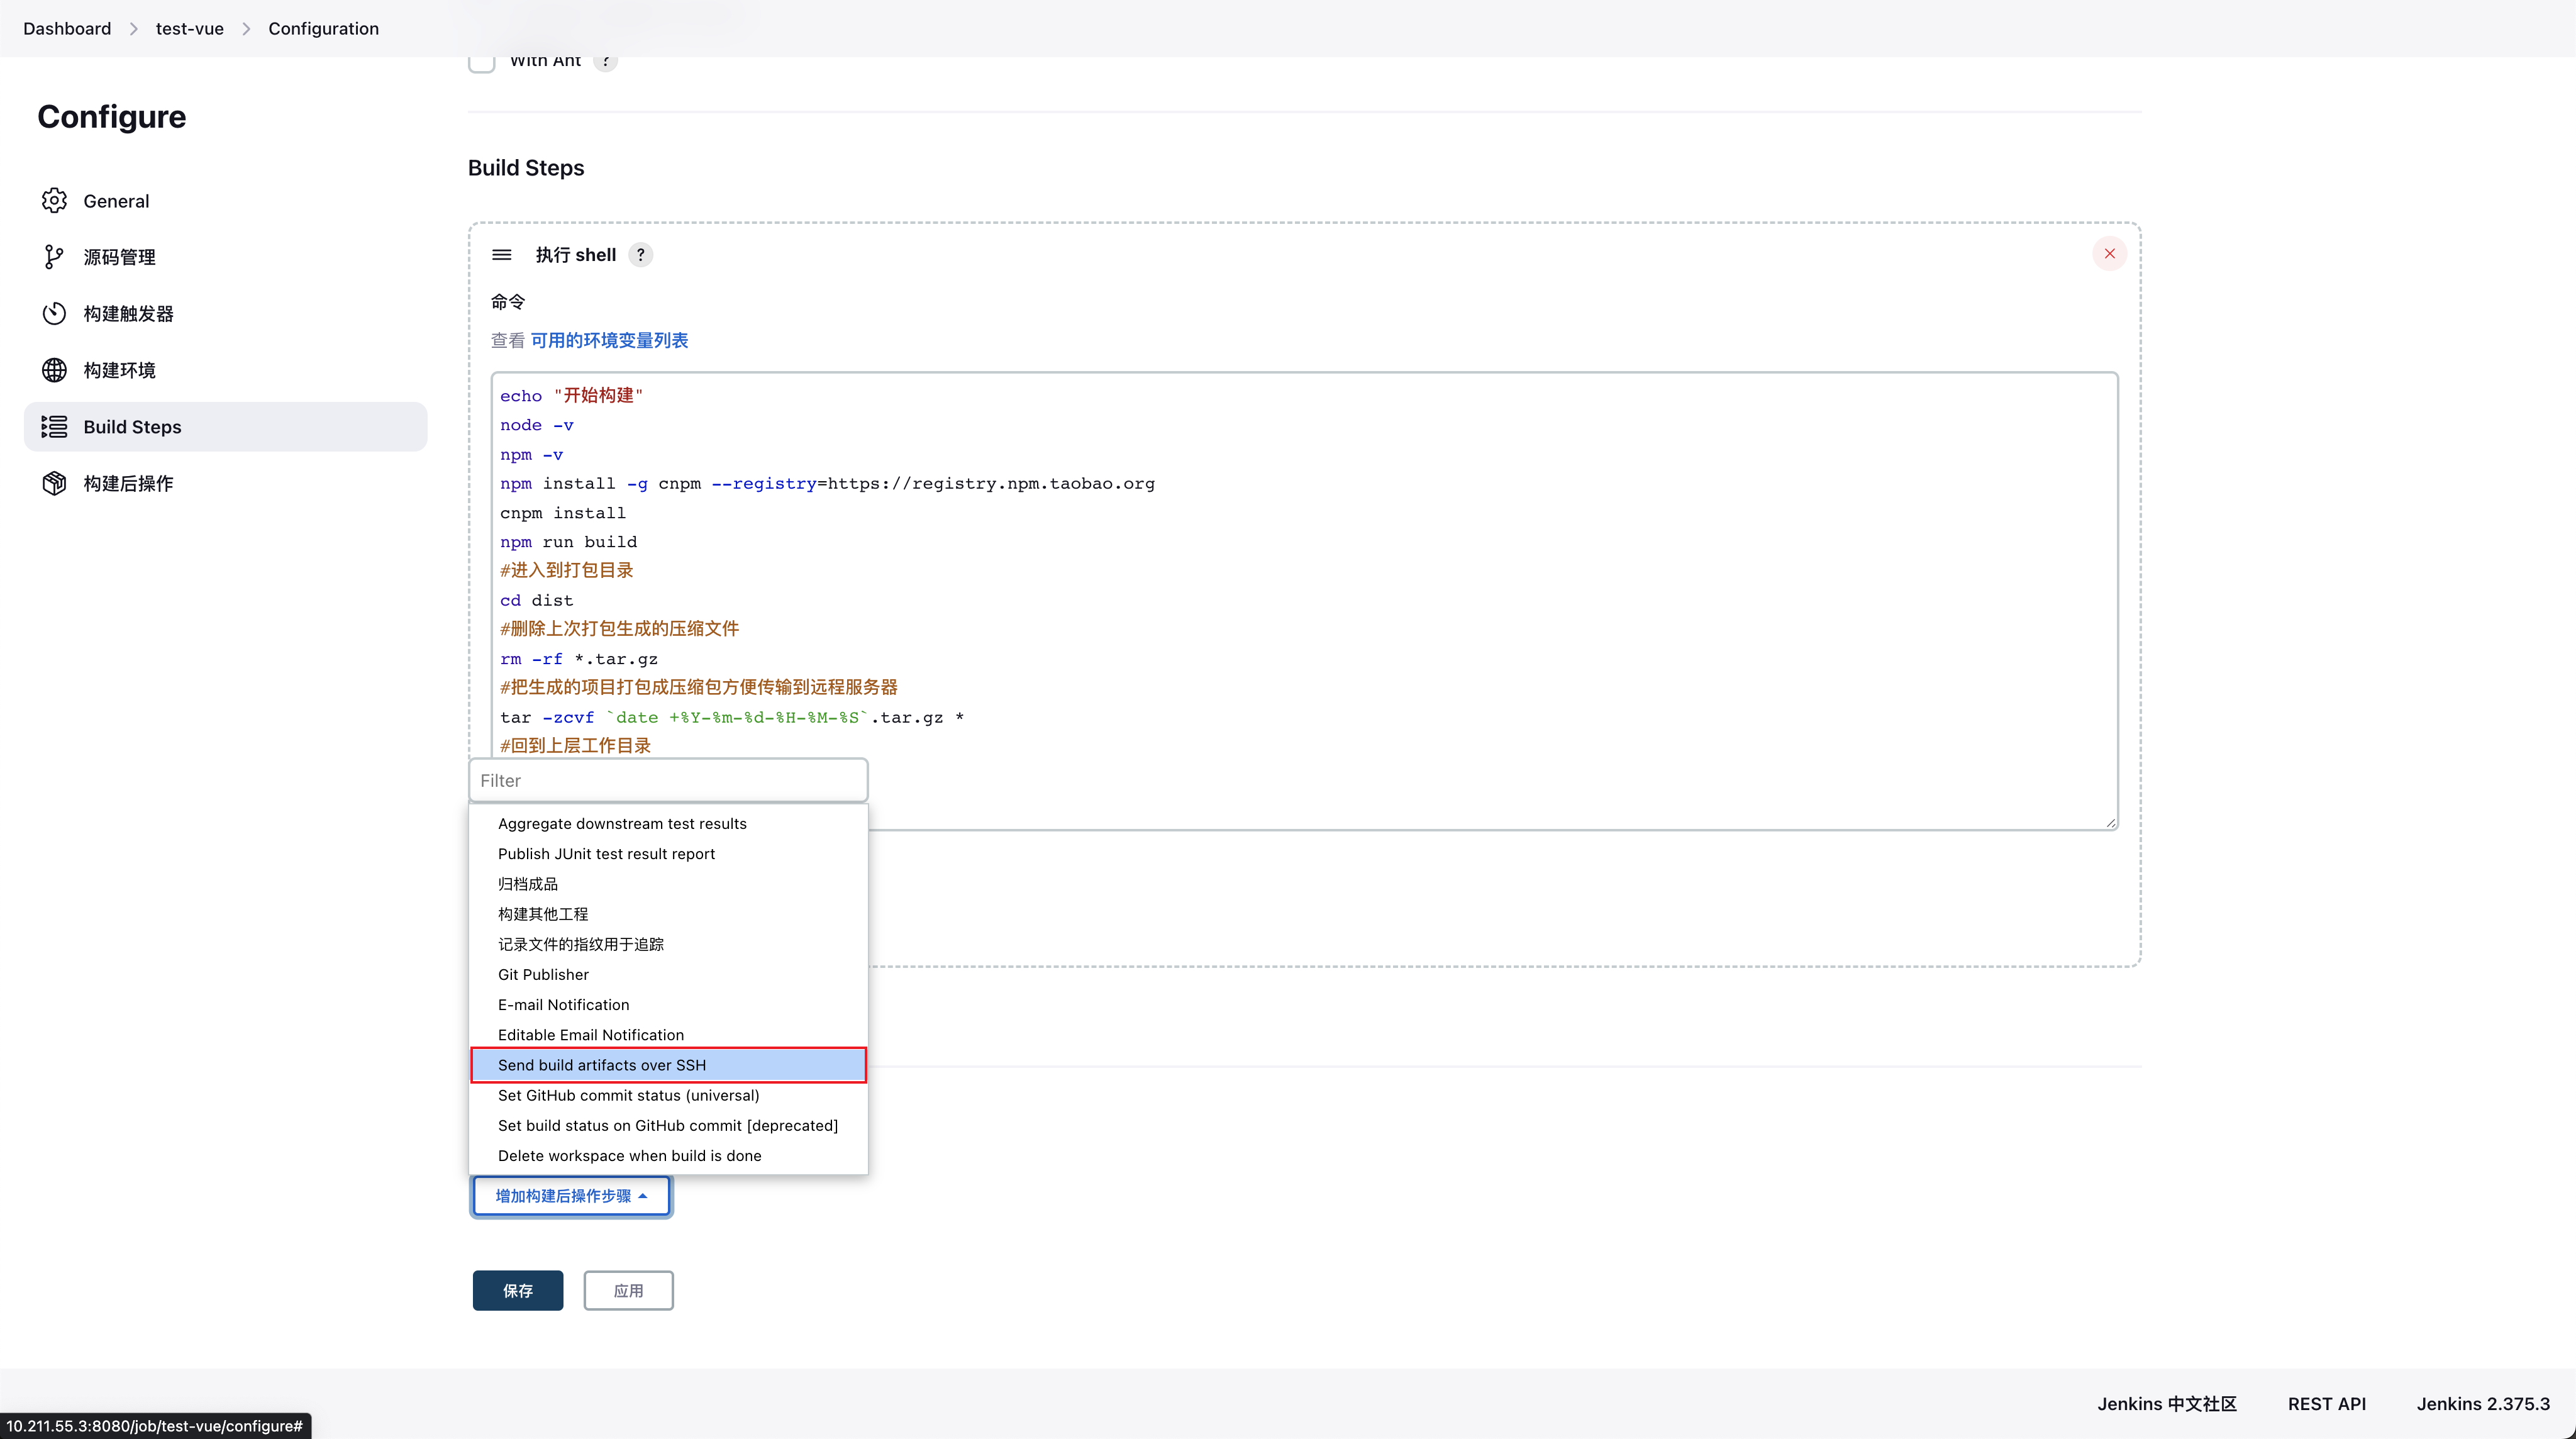 Dashboard > test-vue > Configuration
With Ant ?
Configure
General
源码管理
构建触发器
构建环境
Build Steps
构建后操作
Build Steps
执行 shell ?
命令
查看 可用的环境变量列表
echo "开始构建"
node -v
npm -v
npm install -g cnpm --registry=https://registry.npm.taobao.org
cnpm install
npm run build
#进入到打包目录
cd dist
#删除上次打包生成的压缩文件
rm -rf *.tar.gz
#把生成的项目打包成压缩包方便传输到远程服务器
tar -zcvf `date +%Y-%m-%d-%H-%M-%S`.tar.gz *
#回到上层工作目录
Filter
Aggregate downstream test results
Publish JUnit test result report
归档成品
构建其他工程
记录文件的指纹用于追踪
Git Publisher
E-mail Notification
Editable Email Notification
Send build artifacts over SSH
Set GitHub commit status (universal)
Set build status on GitHub commit [deprecated]
Delete workspace when build is done
增加构建后操作步骤
保存 应用
Jenkins 中文社区 REST API Jenkins 2.375.3
10.211.55.3:8080/job/test-vue/configure#